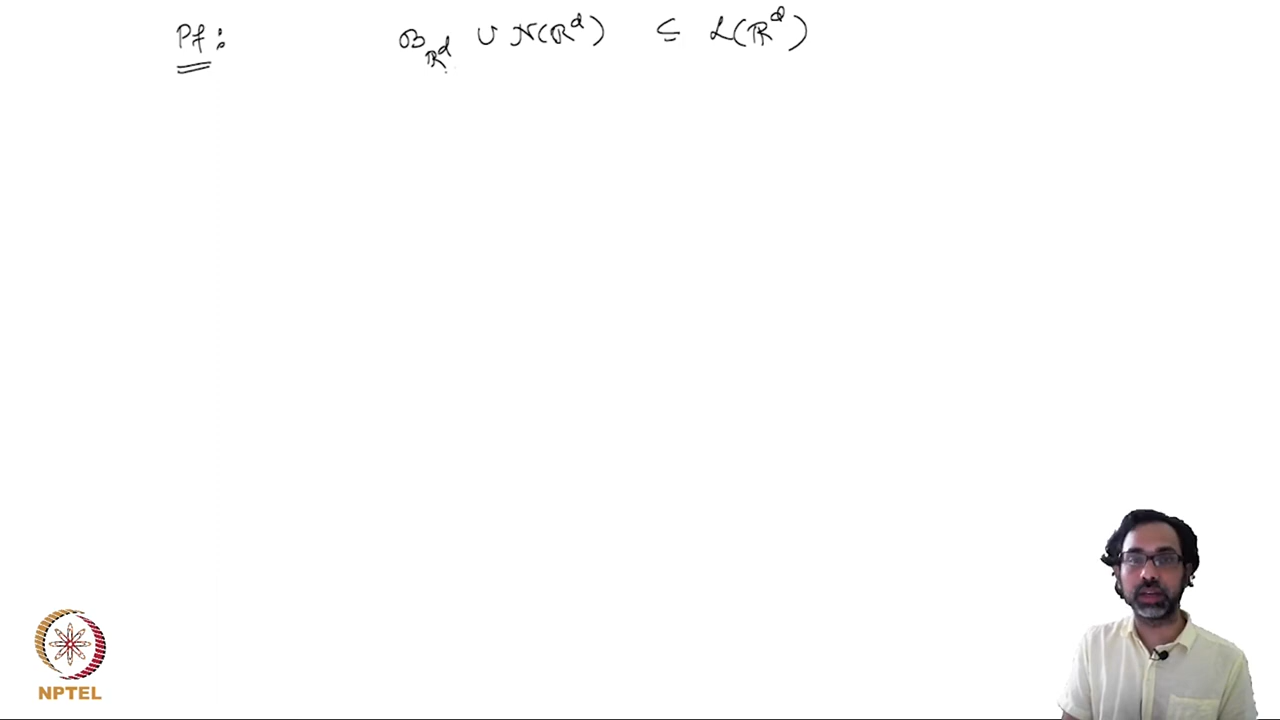 Pf: 𝓑_{ℝ^d} ∪ 𝓝(ℝ^d) ⊆ 𝓛(ℝ^d)
NPTEL